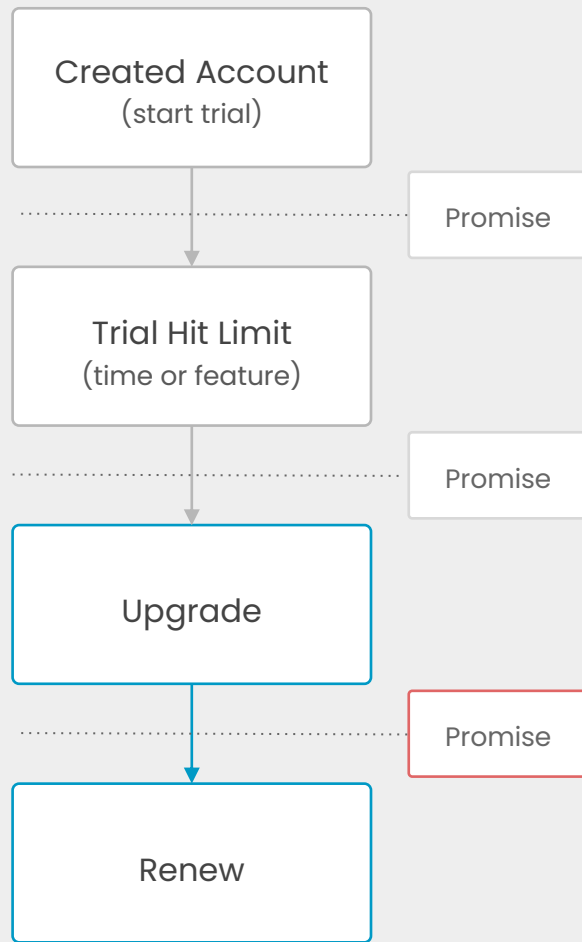 Created Account
(start trial)
Promise
Trial Hit Limit
(time or feature)
Promise
Upgrade
Promise
Renew